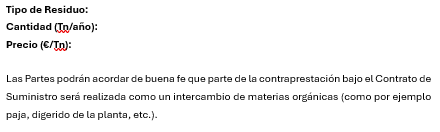 Tipo de Residuo:
Cantidad (Tn/año):
Precio (€/Tn):
Las Partes podrán acordar de buena fe que parte de la contraprestación bajo el Contrato de
Suministro será realizada como un intercambio de materias orgánicas (como por ejemplo
paja, digerido de la planta, etc.).